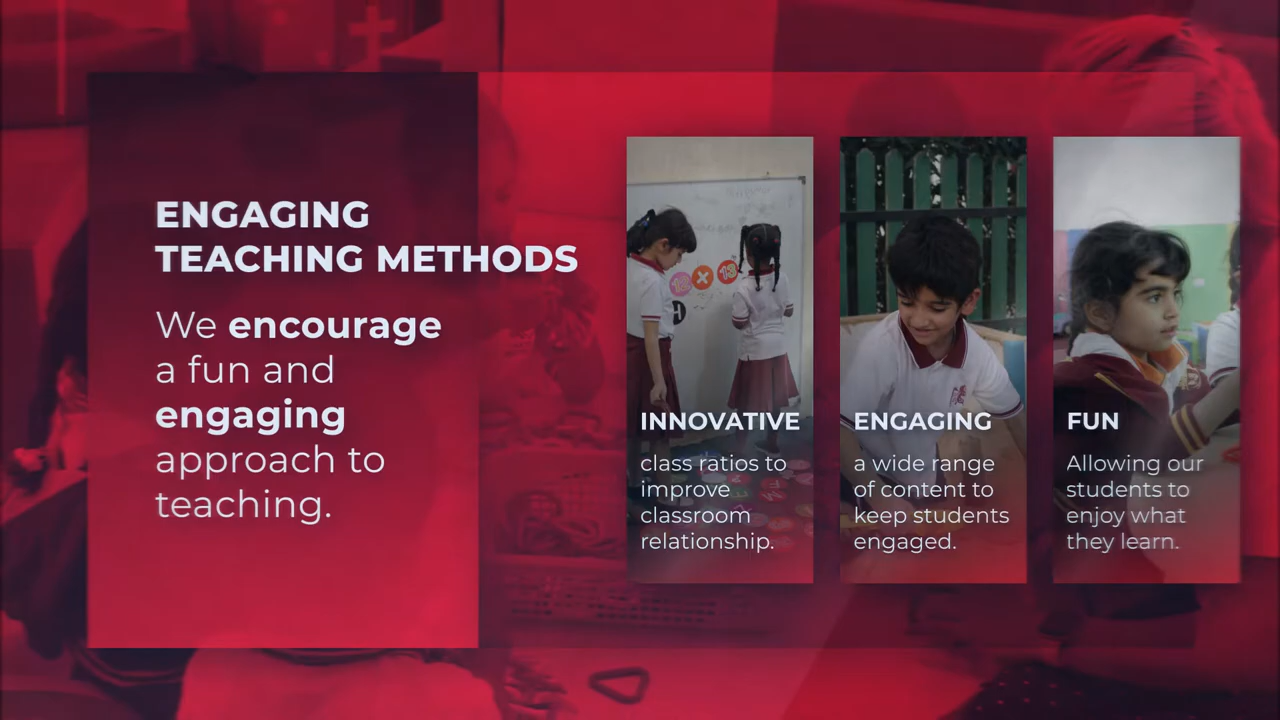 ENGAGING
TEACHING METHODS
We encourage
a fun and
engaging
approach to
teaching.
INNOVATIVE
class ratios to
improve
classroom
relationship.
ENGAGING
a wide range
of content to
keep students
engaged.
FUN
Allowing our
students to
enjoy what
they learn.